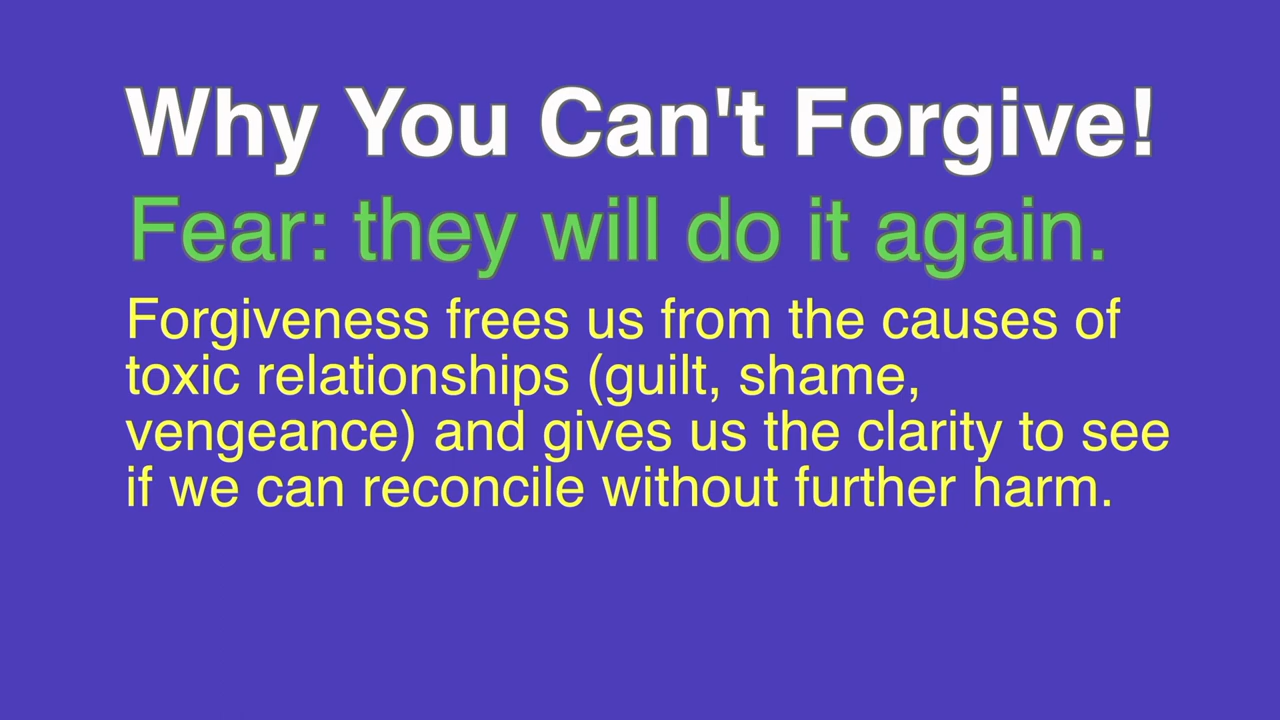 Why You Can't Forgive!
Fear: they will do it again.
Forgiveness frees us from the causes of
toxic relationships (guilt, shame,
vengeance) and gives us the clarity to see
if we can reconcile without further harm.